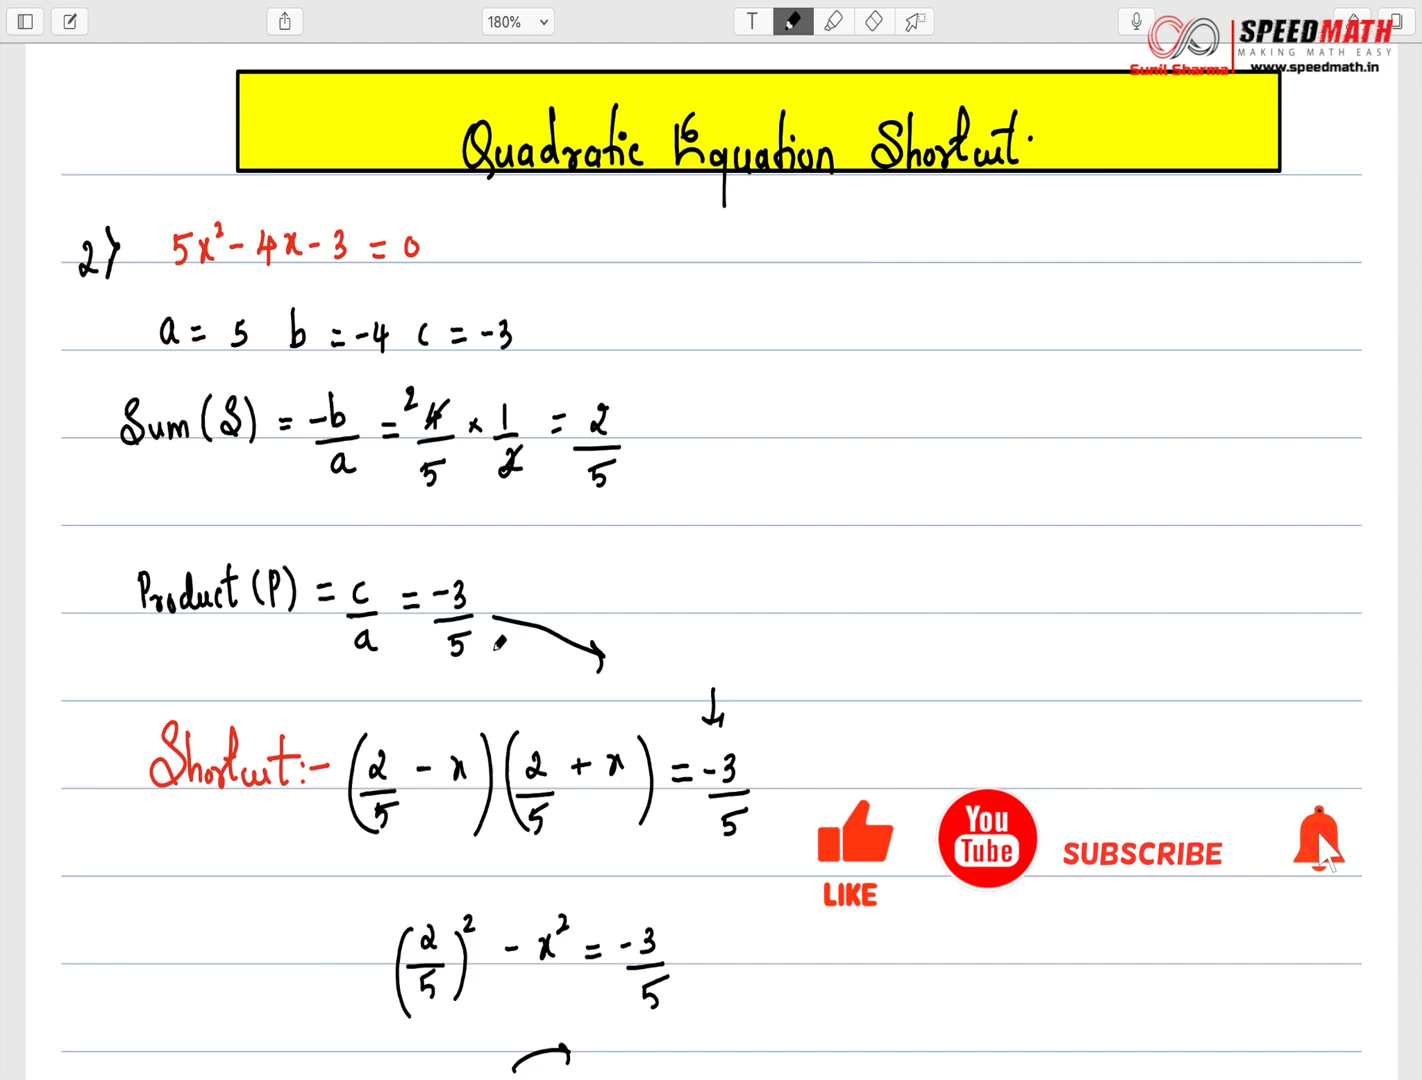 180%
T
SPEEDMATH
MAKING MATH EASY
Sunil Sharma
www.speedmath.in
Quadratic Equation Shortcut.
2) 5x² - 4x - 3 = 0
a = 5 b = -4 c = -3
Sum (S) = -b/a = ²4/5 × 1/2 = 2/5
Product (P) = c/a = -3/5
Shortcut:- (2/5 - x)(2/5 + x) = -3/5
(2/5)² - x² = -3/5
LIKE
You
Tube
SUBSCRIBE